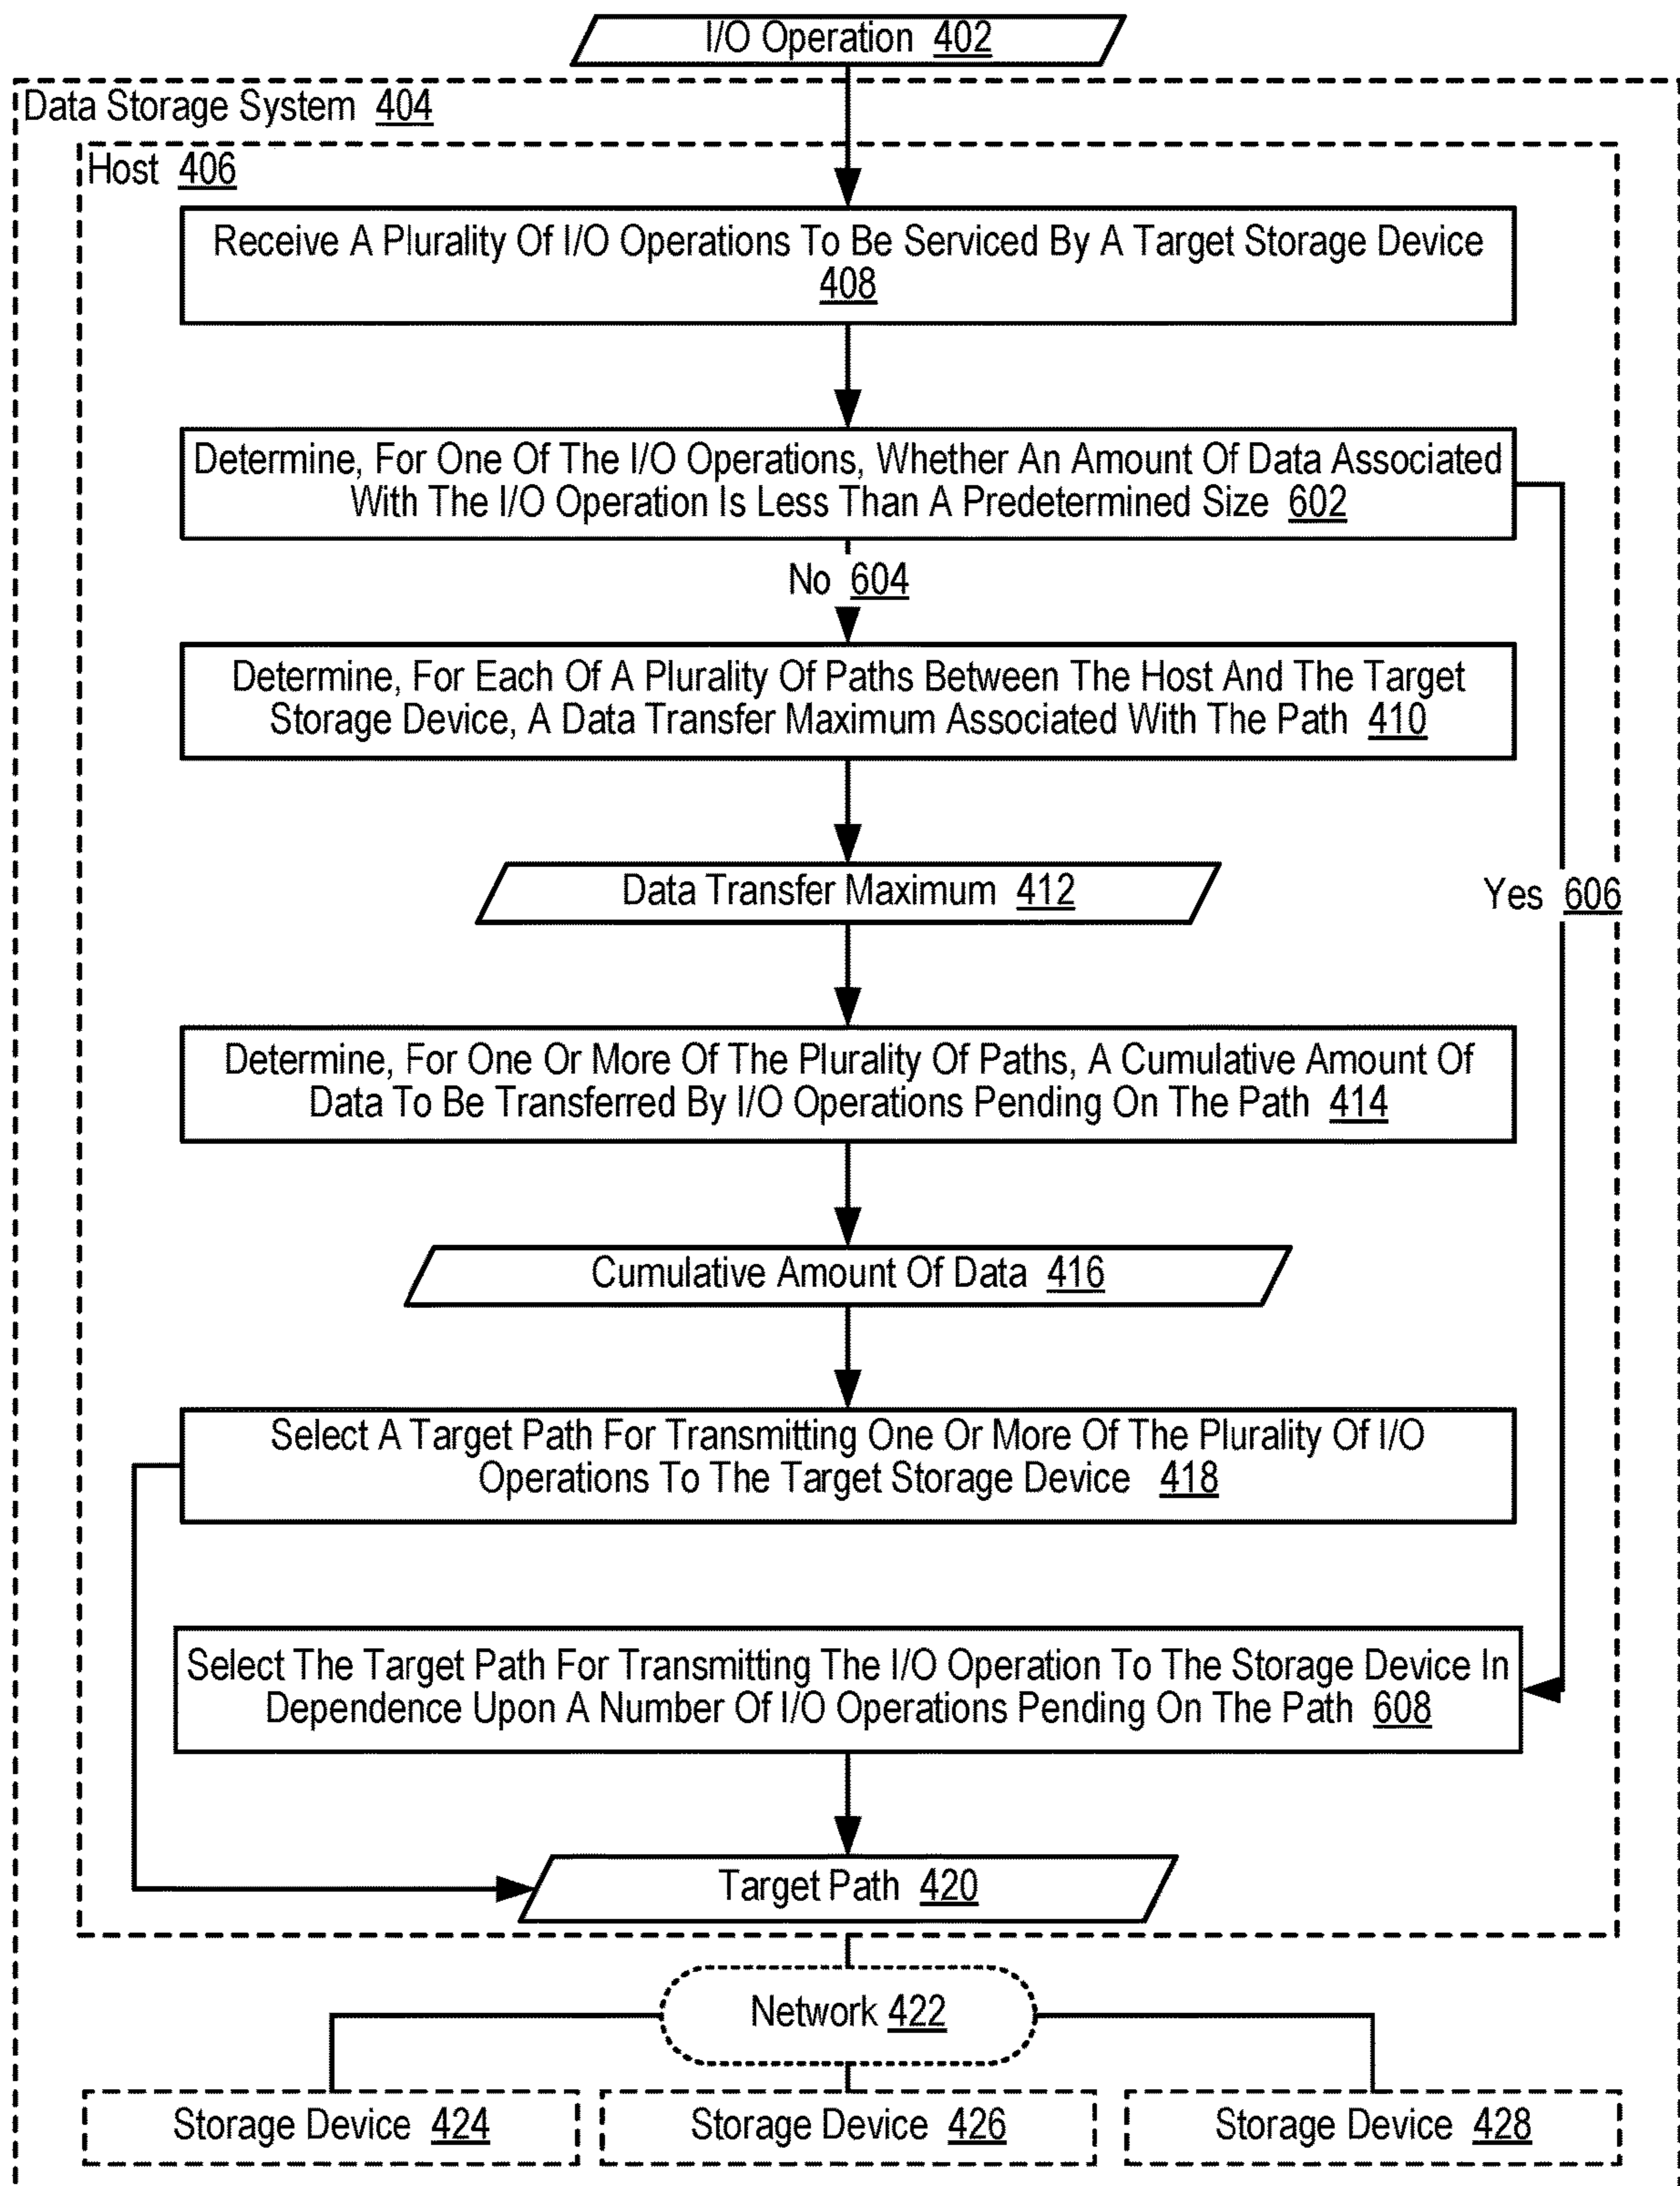 I/O Operation 402
Data Storage System 404
Host 406
Receive A Plurality Of I/O Operations To Be Serviced By A Target Storage Device
408
Determine, For One Of The I/O Operations, Whether An Amount Of Data Associated
With The I/O Operation Is Less Than A Predetermined Size 602
No 604
Determine, For Each Of A Plurality Of Paths Between The Host And The Target
Storage Device, A Data Transfer Maximum Associated With The Path 410
Data Transfer Maximum 412
Yes 606
Determine, For One Or More Of The Plurality Of Paths, A Cumulative Amount Of
Data To Be Transferred By I/O Operations Pending On The Path 414
Cumulative Amount Of Data 416
Select A Target Path For Transmitting One Or More Of The Plurality Of I/O
Operations To The Target Storage Device 418
Select The Target Path For Transmitting The I/O Operation To The Storage Device In
Dependence Upon A Number Of I/O Operations Pending On The Path 608
Target Path 420
Network 422
Storage Device 424
Storage Device 426
Storage Device 428